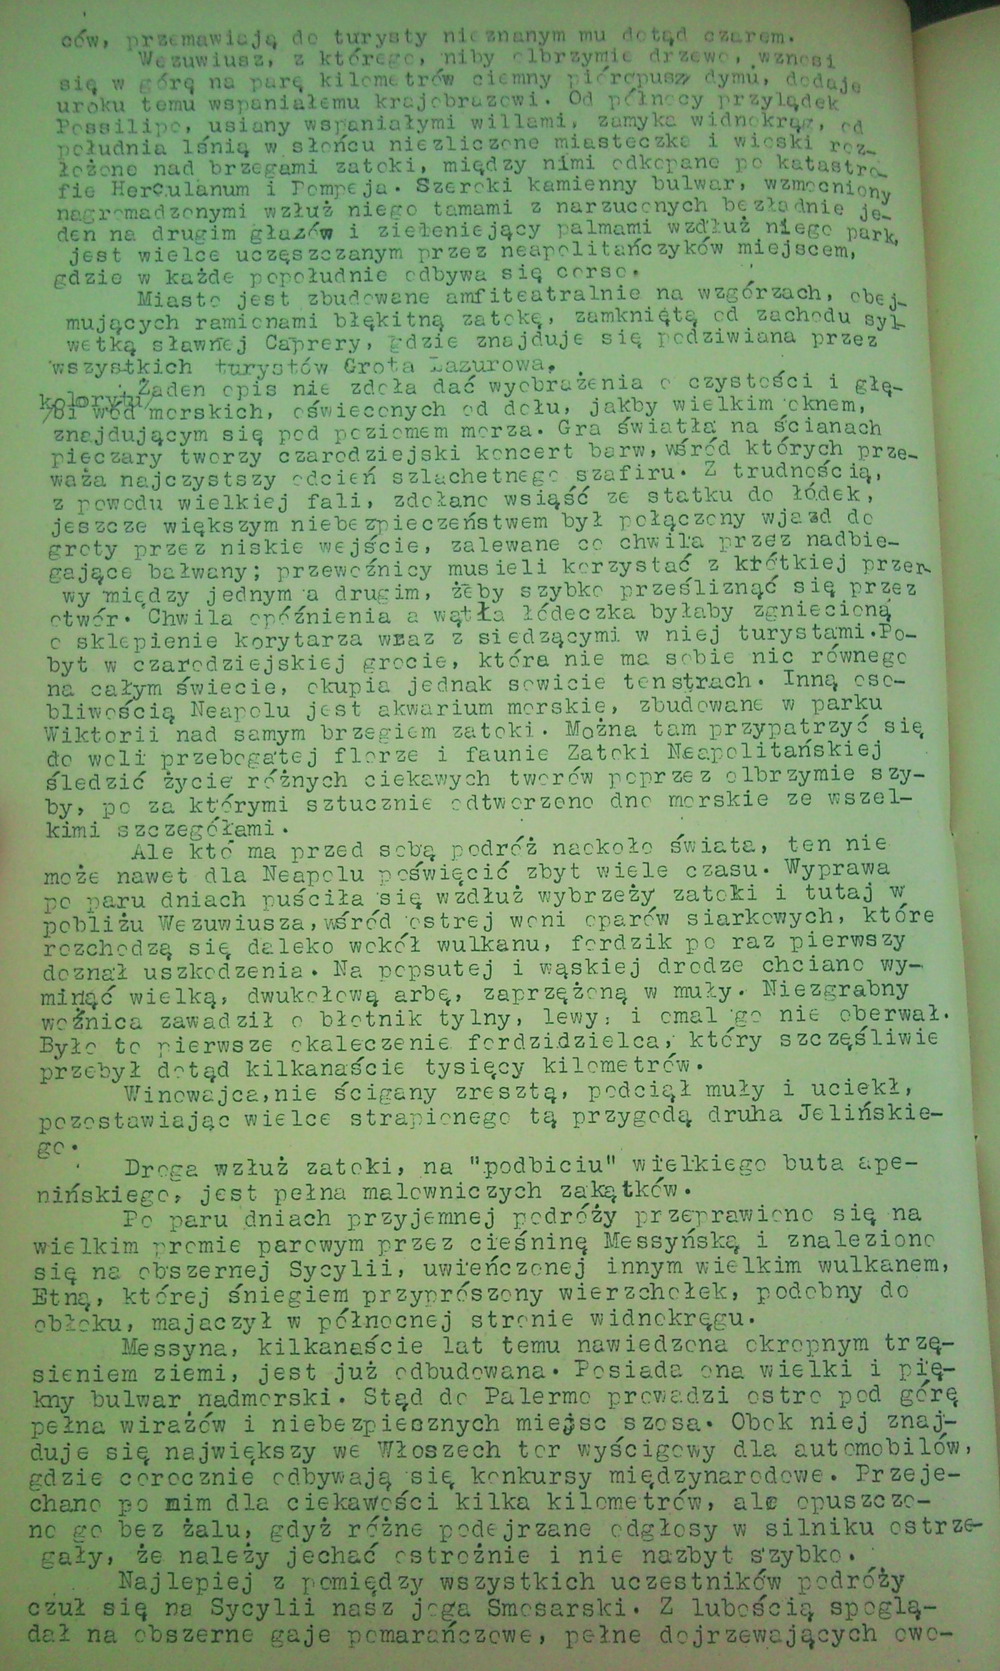 ców, przemawiają do turysty nieznanym mu dotąd czarem.
Wezuwiusz, z którego, niby olbrzymie drzewo, wznosi
się w górę na parę kilometrów ciemny pióropusz dymu, dodaje
uroku temu wspaniałemu krajobrazowi. Od północy przylądek
Possilipo, usiany wspaniałymi willami, zamyka widnokrąg, od
południa lśnią w słońcu niezliczone miasteczka i wioski roz-
łożone nad brzegami zatoki, między nimi odkopane po katastro-
fie Herculanum i Pompeja. Szeroki kamienny bulwar, wzmocniony
nagromadzonymi wzłuż niego tamami z narzuconych bezładnie je-
den na drugim głazów i zieleniejący palmami wzdłuż niego park,
jest wielce uczęszczanym przez neapolitańczyków miejscem,
gdzie w każde popołudnie odbywa się corso.
Miasto jest zbudowane amfiteatralnie na wzgórzach, obej-
mujących ramionami błękitną zatokę, zamkniętą od zachodu syl-
wetką sławnej Caprery, gdzie znajduje się podziwiana przez
wszystkich turystów Grota Lazurowa.
Żaden opis nie zdoła dać wyobrażenia o czystości i głę-
kolorytu
bi wód morskich, oświeconych od dołu, jakby wielkim oknem,
znajdującym się pod poziomem morza. Gra światła na ścianach
pieczary tworzy czarodziejski koncert barw, wśród których prze-
waża najczystszy odcień szlachetnego szafiru. Z trudnością,
z powodu wielkiej fali, zdołano wsiąść ze statku do łódek,
jeszcze większym niebezpieczeństwem był połączony wjazd do
groty przez niskie wejście, zalewane co chwila przez nadbie-
gające bałwany; przewoźnicy musieli korzystać z krótkiej przer-
wy między jednym a drugim, żeby szybko prześliznąć się przez
otwór. Chwila opóźnienia a wątła łódeczka byłaby zgniecioną
o sklepienie korytarza wraz z siedzącymi w niej turystami.Po-
byt w czarodziejskiej grocie, która nie ma sobie nic równego
na całym świecie, okupia jednak sowicie ten strach. Inną oso-
bliwością Neapolu jest akwarium morskie, zbudowane w parku
Wiktorii nad samym brzegiem zatoki. Można tam przypatrzyć się
do woli przebogatej florze i faunie Zatoki Neapolitańskiej
śledzić życie różnych ciekawych tworów poprzez olbrzymie szy-
by, po za którymi sztucznie odtworzono dno morskie ze wszel-
kimi szczegółami.
Ale kto ma przed sobą podróż naokoło świata, ten nie
może nawet dla Neapolu poświęcić zbyt wiele czasu. Wyprawa
po paru dniach puściła się wzdłuż wybrzeży zatoki i tutaj w
pobliżu Wezuwiusza, wśród ostrej woni oparów siarkowych, które
rozchodzą się daleko wokół wulkanu, fordzik po raz pierwszy
doznał uszkodzenia. Na popsutej i wąskiej drodze chciano wy-
minąć wielką, dwukołową arbę, zaprzężoną w muły. Niezgrabny
woźnica zawadził o błotnik tylny, lewy, i omal go nie oberwał.
Było to pierwsze okaleczenie fordzidzielca, który szczęśliwie
przebył dotąd kilkanaście tysięcy kilometrów.
Winowajca,nie ścigany zresztą, podciął muły i uciekł,
pozostawiając wielce strapionego tą przygodą druha Jelińskie-
go.
Droga wzłuż zatoki, na "podbiciu" wielkiego buta ape-
nińskiego, jest pełna malowniczych zakątków.
Po paru dniach przyjemnej podróży przeprawiono się na
wielkim promie parowym przez cieśninę Messyńską i znaleziono
się na obszernej Sycylii, uwieńczonej innym wielkim wulkanem,
Etną, której śniegiem przyprószony wierzchołek, podobny do
obłoku, majaczył w północnej stronie widnokręgu.
Messyna, kilkanaście lat temu nawiedzona okropnym trzę-
sieniem ziemi, jest już odbudowana. Posiada ona wielki i pię-
kny bulwar nadmorski. Stąd do Palermo prowadzi ostro pod górę
pełna wirażów i niebezpiecznych miejsc szosa. Obok niej znaj-
duje się największy we Włoszech tor wyścigowy dla automobilów,
gdzie corocznie odbywają się konkursy międzynarodowe. Przeje-
chano po nim dla ciekawości kilka kilometrów, ale opuszczo-
no go bez żalu, gdyż różne podejrzane odgłosy w silniku ostrze-
gały, że należy jechać ostrożnie i nie nazbyt szybko.
Najlepiej z pomiędzy wszystkich uczestników podróży
czuł się na Sycylii nasz joga Smosarski. Z lubością spoglą-
dał na obszerne gaje pomarańczowe, pełne dojrzewających owo-